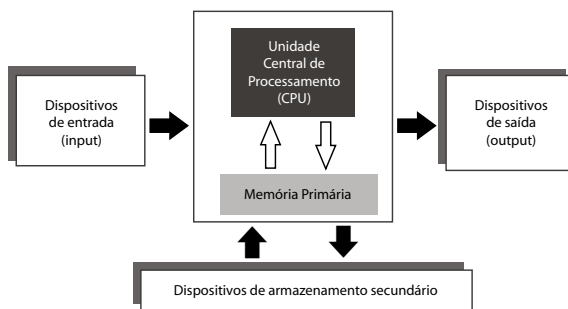 Unidade
Central de
Processamento
(CPU)
Dispositivos
de entrada
(input)
Dispositivos
de saída
(output)
Memória Primária
Dispositivos de armazenamento secundário